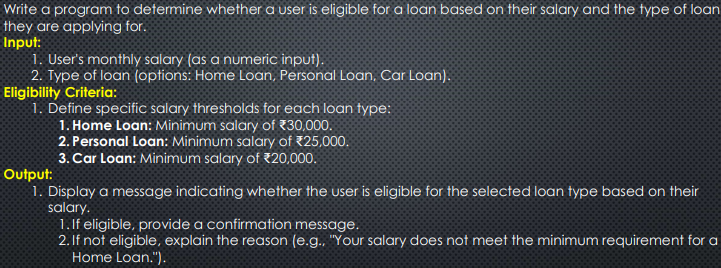 Write a program to determine whether a user is eligible for a loan based on their salary and the type of loan
they are applying for.
Input:
1. User's monthly salary (as a numeric input).
2. Type of loan (options: Home Loan, Personal Loan, Car Loan).
Eligibility Criteria:
1. Define specific salary thresholds for each loan type:
1. Home Loan: Minimum salary of ₹30,000.
2. Personal Loan: Minimum salary of ₹25,000.
3. Car Loan: Minimum salary of ₹20,000.
Output:
1. Display a message indicating whether the user is eligible for the selected loan type based on their
salary.
1. If eligible, provide a confirmation message.
2. If not eligible, explain the reason (e.g., "Your salary does not meet the minimum requirement for a
Home Loan.").